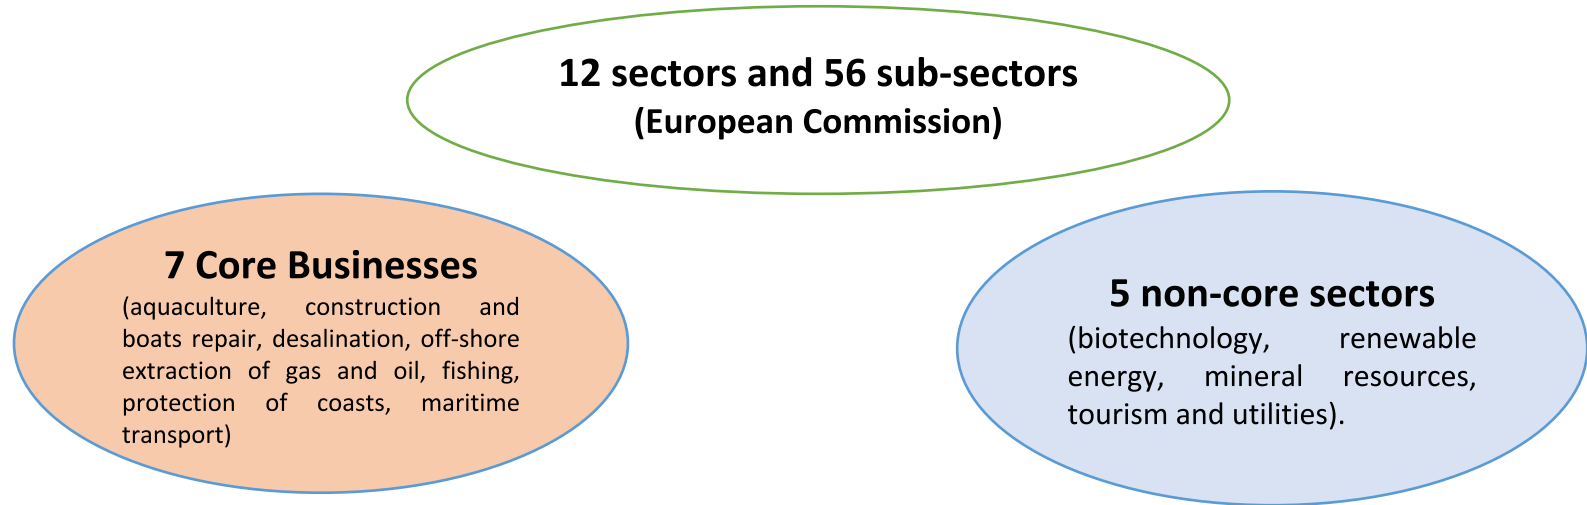 12 sectors and 56 sub-sectors
(European Commission)
7 Core Businesses
(aquaculture, construction and
boats repair, desalination, off-shore
extraction of gas and oil, fishing,
protection of coasts, maritime
transport)
5 non-core sectors
(biotechnology, renewable
energy, mineral resources,
tourism and utilities).